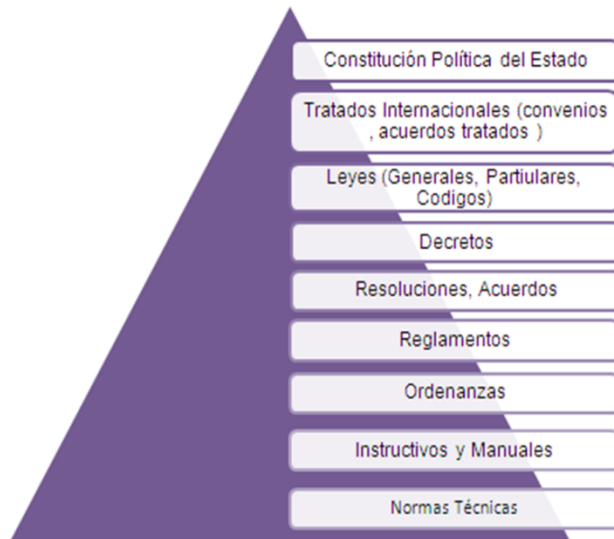 Constitución Política del Estado
Tratados Internacionales (convenios
, acuerdos tratados )
Leyes (Generales, Partiulares,
Codigos)
Decretos
Resoluciones, Acuerdos
Reglamentos
Ordenanzas
Instructivos y Manuales
Normas Técnicas